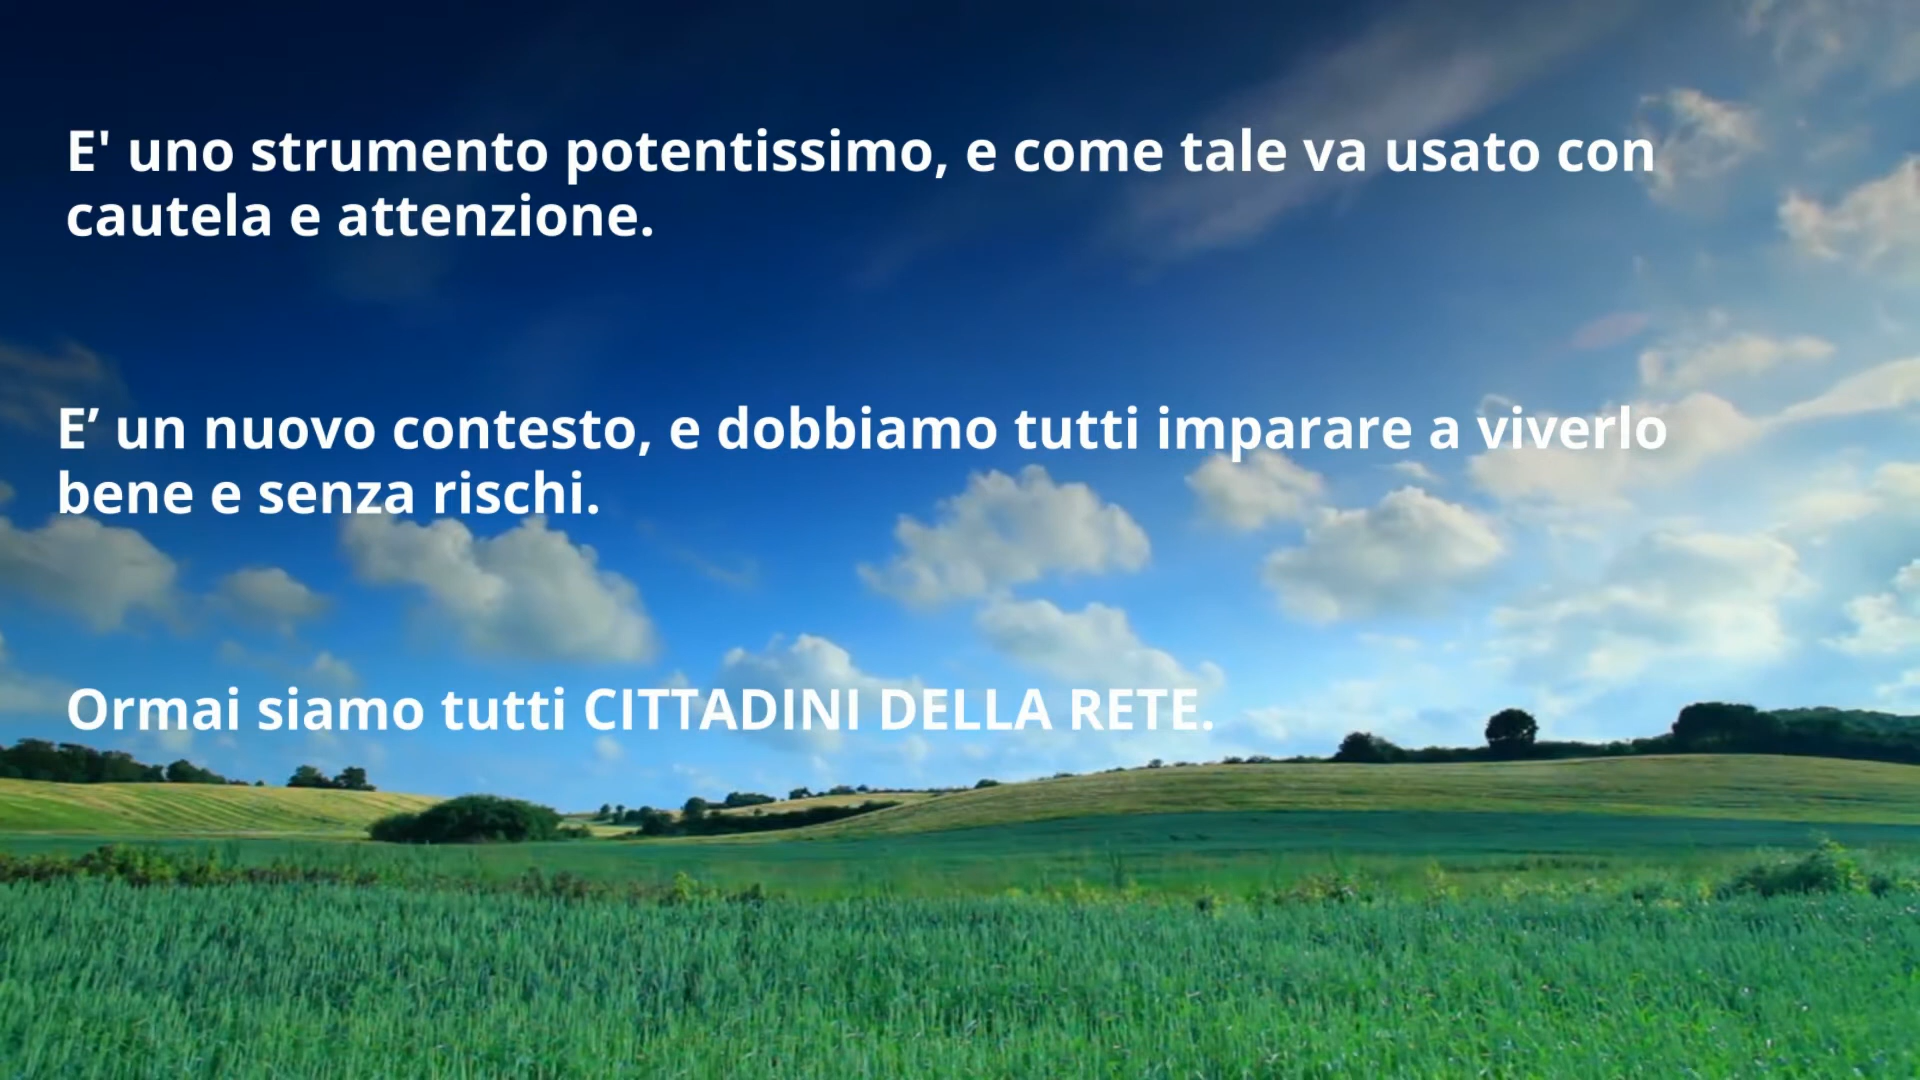 E' uno strumento potentissimo, e come tale va usato con
cautela e attenzione.
E’ un nuovo contesto, e dobbiamo tutti imparare a viverlo
bene e senza rischi.
Ormai siamo tutti CITTADINI DELLA RETE.